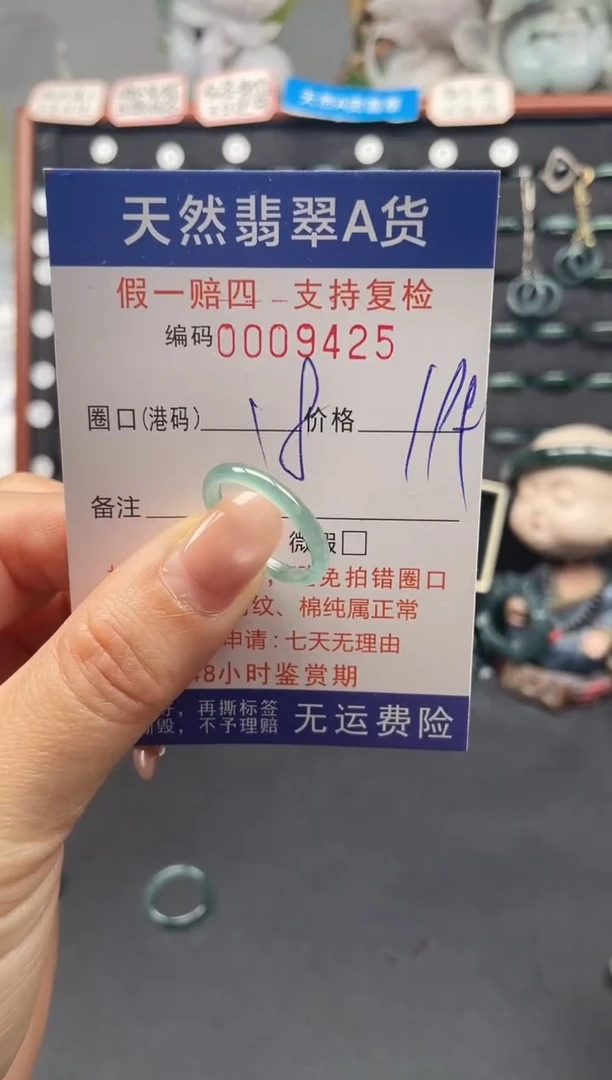 天然翡翠A货
假一赔四 支持复检
编码0009425
圈口(港码) 18 价格
备注
微瑕□
免拍错圈口
纹、棉纯属正常
申请：七天无理由
48小时鉴赏期
再撕标签
毁，不予理赔 无运费险